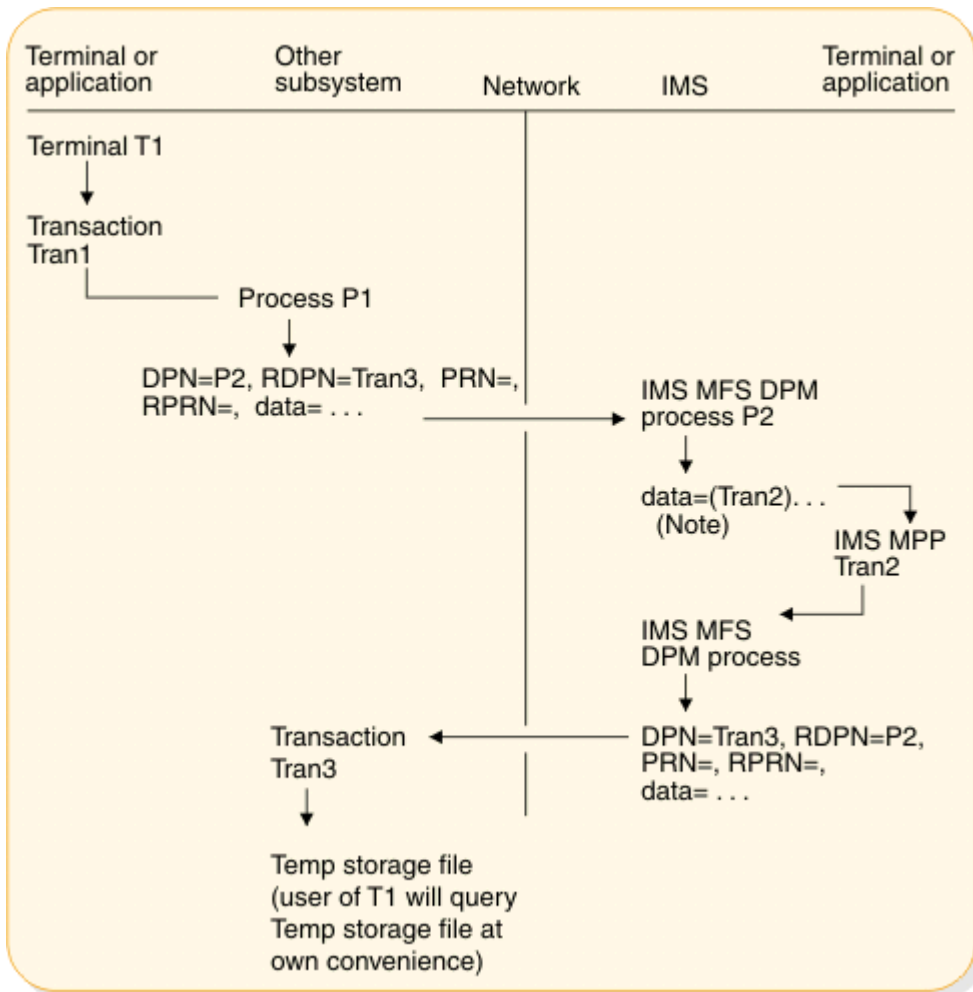 Terminal or
application
Other
subsystem
Network
IMS
Terminal or
application
Terminal T1
Transaction
Tran1
Process P1
DPN=P2, RDPN=Tran3, PRN=,
RPRN=, data= . . .
IMS MFS DPM
process P2
data=(Tran2). . .
(Note)
IMS MPP
Tran2
IMS MFS
DPM process
DPN=Tran3, RDPN=P2,
PRN=, RPRN=,
data= . . .
Transaction
Tran3
Temp storage file
(user of T1 will query
Temp storage file at
own convenience)